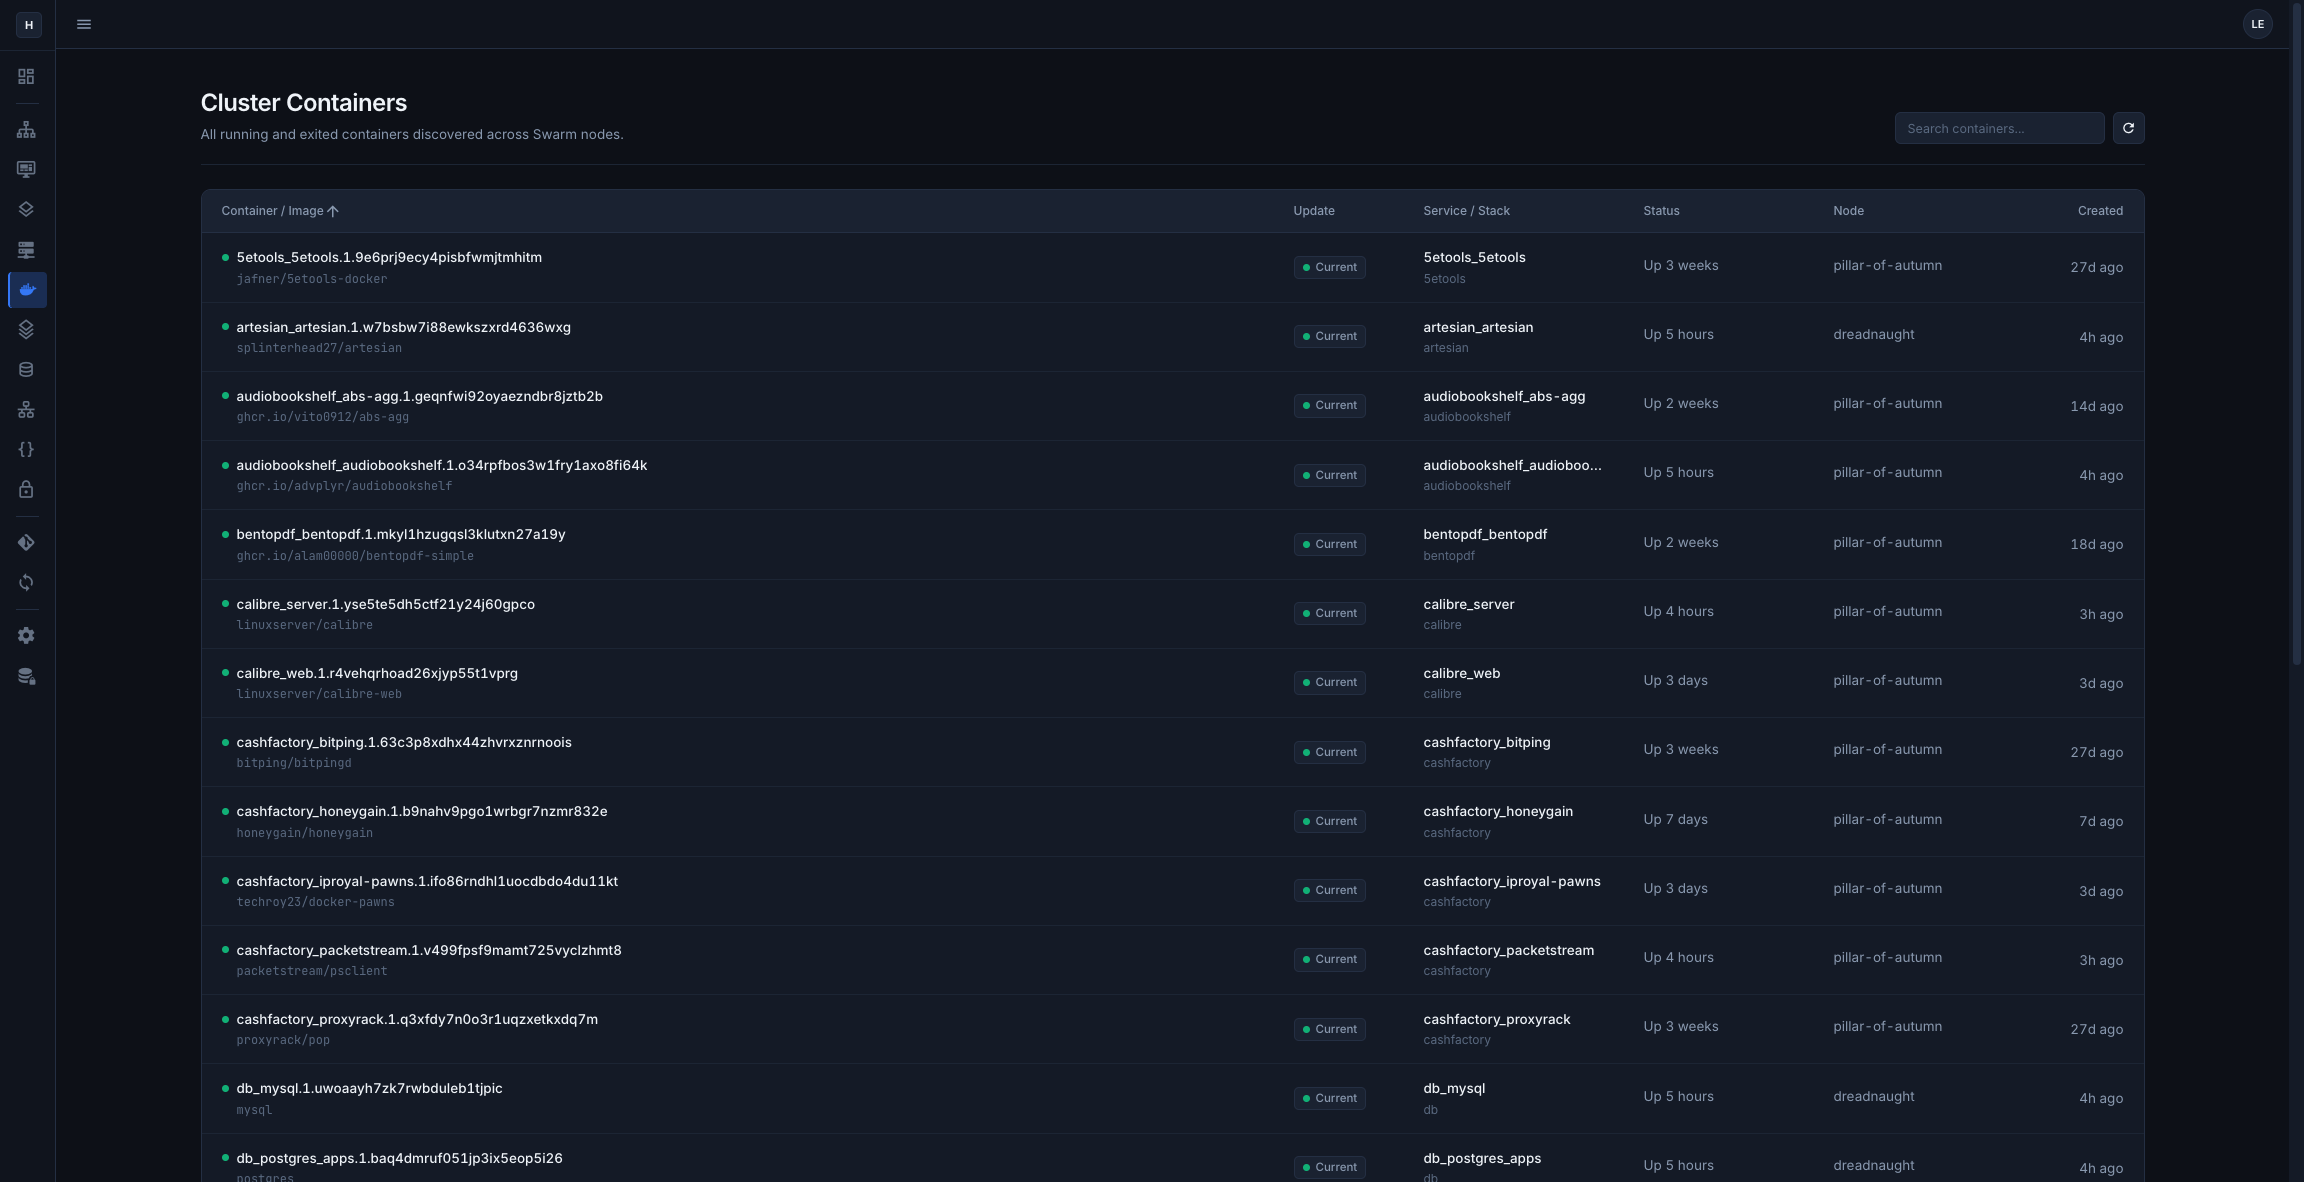 H
LE
Cluster Containers
All running and exited containers discovered across Swarm nodes.
Search containers...
Container / Image Update Service / Stack Status Node Created
5etools_5etools.1.9e6prj9ecy4pisbfwmjtmhitm Current 5etools_5etools Up 3 weeks pillar-of-autumn 27d ago
jafner/5etools-docker 5etools
artesian_artesian.1.w7bsbw7i88ewkszxrd4636wxg Current artesian_artesian Up 5 hours dreadnaught 4h ago
splinterhead27/artesian artesian
audiobookshelf_abs-agg.1.geqnfwi92oyaezndbr8jztb2b Current audiobookshelf_abs-agg Up 2 weeks pillar-of-autumn 14d ago
ghcr.io/vito0912/abs-agg audiobookshelf
audiobookshelf_audiobookshelf.1.o34rpfbos3w1fry1axo8fi64k Current audiobookshelf_audioboo... Up 5 hours pillar-of-autumn 4h ago
ghcr.io/advplyr/audiobookshelf audiobookshelf
bentopdf_bentopdf.1.mkyl1hzugqsl3klutxn27a19y Current bentopdf_bentopdf Up 2 weeks pillar-of-autumn 18d ago
ghcr.io/alam00000/bentopdf-simple bentopdf
calibre_server.1.yse5te5dh5ctf21y24j60gpco Current calibre_server Up 4 hours pillar-of-autumn 3h ago
linuxserver/calibre calibre
calibre_web.1.r4vehqrhoad26xjyp55t1vprg Current calibre_web Up 3 days pillar-of-autumn 3d ago
linuxserver/calibre-web calibre
cashfactory_bitping.1.63c3p8xdhx44zhvrxznrnoois Current cashfactory_bitping Up 3 weeks pillar-of-autumn 27d ago
bitping/bitpingd cashfactory
cashfactory_honeygain.1.b9nahv9pgo1wrbgr7nzmr832e Current cashfactory_honeygain Up 7 days pillar-of-autumn 7d ago
honeygain/honeygain cashfactory
cashfactory_iproyal-pawns.1.ifo86rndhl1uocdbdo4du11kt Current cashfactory_iproyal-pawns Up 3 days pillar-of-autumn 3d ago
techroy23/docker-pawns cashfactory
cashfactory_packetstream.1.v499fpsf9mamt725vyclzhmt8 Current cashfactory_packetstream Up 4 hours pillar-of-autumn 3h ago
packetstream/psclient cashfactory
cashfactory_proxyrack.1.q3xfdy7n0o3r1uqzxetkxdq7m Current cashfactory_proxyrack Up 3 weeks pillar-of-autumn 27d ago
proxyrack/pop cashfactory
db_mysql.1.uwoaayh7zk7rwbduleb1tjpic Current db_mysql Up 5 hours dreadnaught 4h ago
mysql db
db_postgres_apps.1.baq4dmruf051jp3ix5eop5i26 Current db_postgres_apps Up 5 hours dreadnaught 4h ago
postgres db